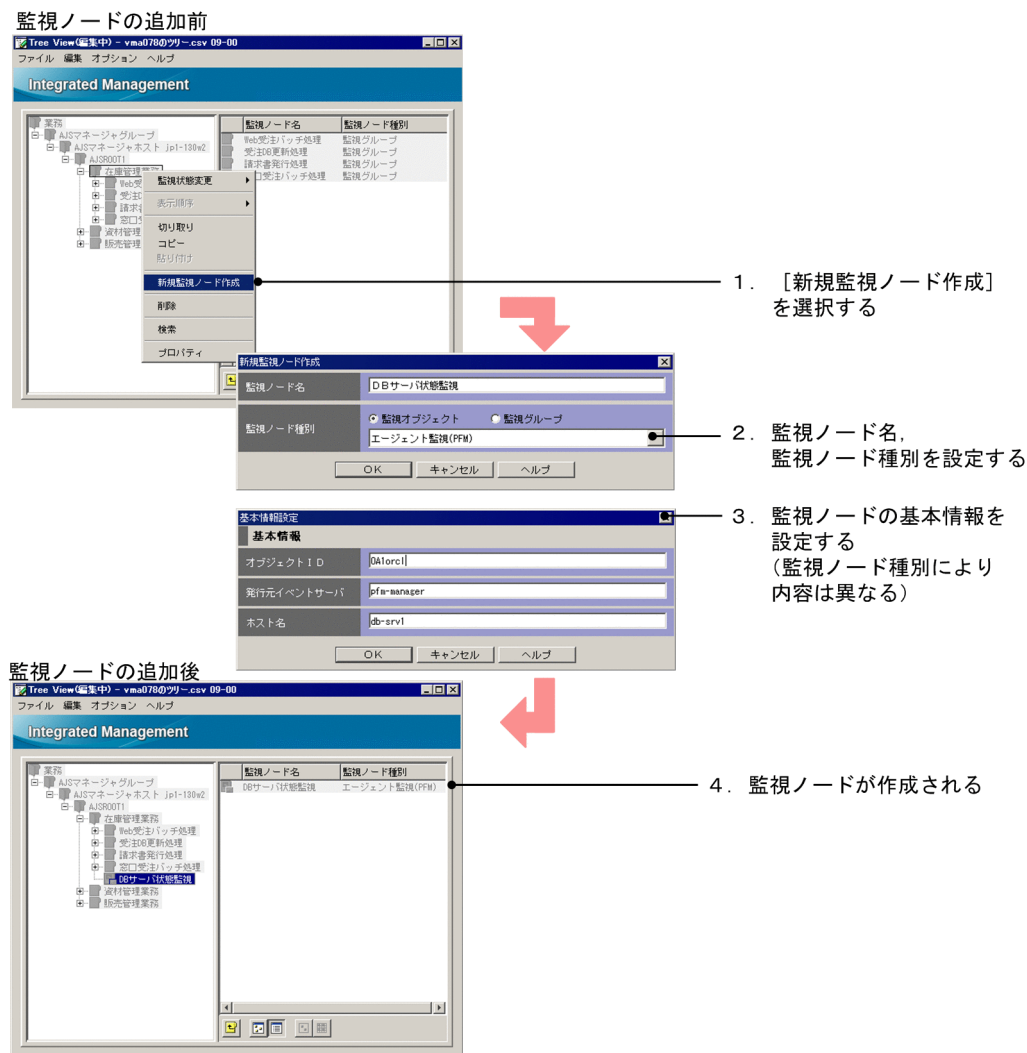 監視ノードの追加前
Tree View(編集中) - vma078のツリー.csv 09-00
ファイル 編集 オプション ヘルプ
Integrated Management
業務
AJSマネージャグループ
AJSマネージャホスト jp1-130w2
AJSROOT1
在庫管理業務
Web受
受注D
請求書
窓口受
資材管理
販売管理
監視ノード名 監視ノード種別
Web受注バッチ処理 監視グループ
受注DB更新処理 監視グループ
請求書発行処理 監視グループ
口受注バッチ処理 監視グループ
監視状態変更
表示順序
切り取り
コピー
貼り付け
新規監視ノード作成
削除
検索
プロパティ
1. [新規監視ノード作成]
を選択する
新規監視ノード作成
監視ノード名 DBサーバ状態監視
監視ノード種別 監視オブジェクト 監視グループ
エージェント監視(PFM)
OK キャンセル ヘルプ
2. 監視ノード名,
監視ノード種別を設定する
基本情報設定
基本情報
オブジェクトID OA1orcl
発行元イベントサーバ pfm-manager
ホスト名 db-srv1
OK キャンセル ヘルプ
3. 監視ノードの基本情報を
設定する
(監視ノード種別により
内容は異なる)
監視ノードの追加後
Tree View(編集中) - vma078のツリー.csv 09-00
ファイル 編集 オプション ヘルプ
Integrated Management
業務
AJSマネージャグループ
AJSマネージャホスト jp1-130w2
AJSROOT1
在庫管理業務
Web受注バッチ処理
受注DB更新処理
請求書発行処理
窓口受注バッチ処理
DBサーバ状態監視
資材管理業務
販売管理業務
監視ノード名 監視ノード種別
DBサーバ状態監視 エージェント監視(PFM)
4. 監視ノードが作成される